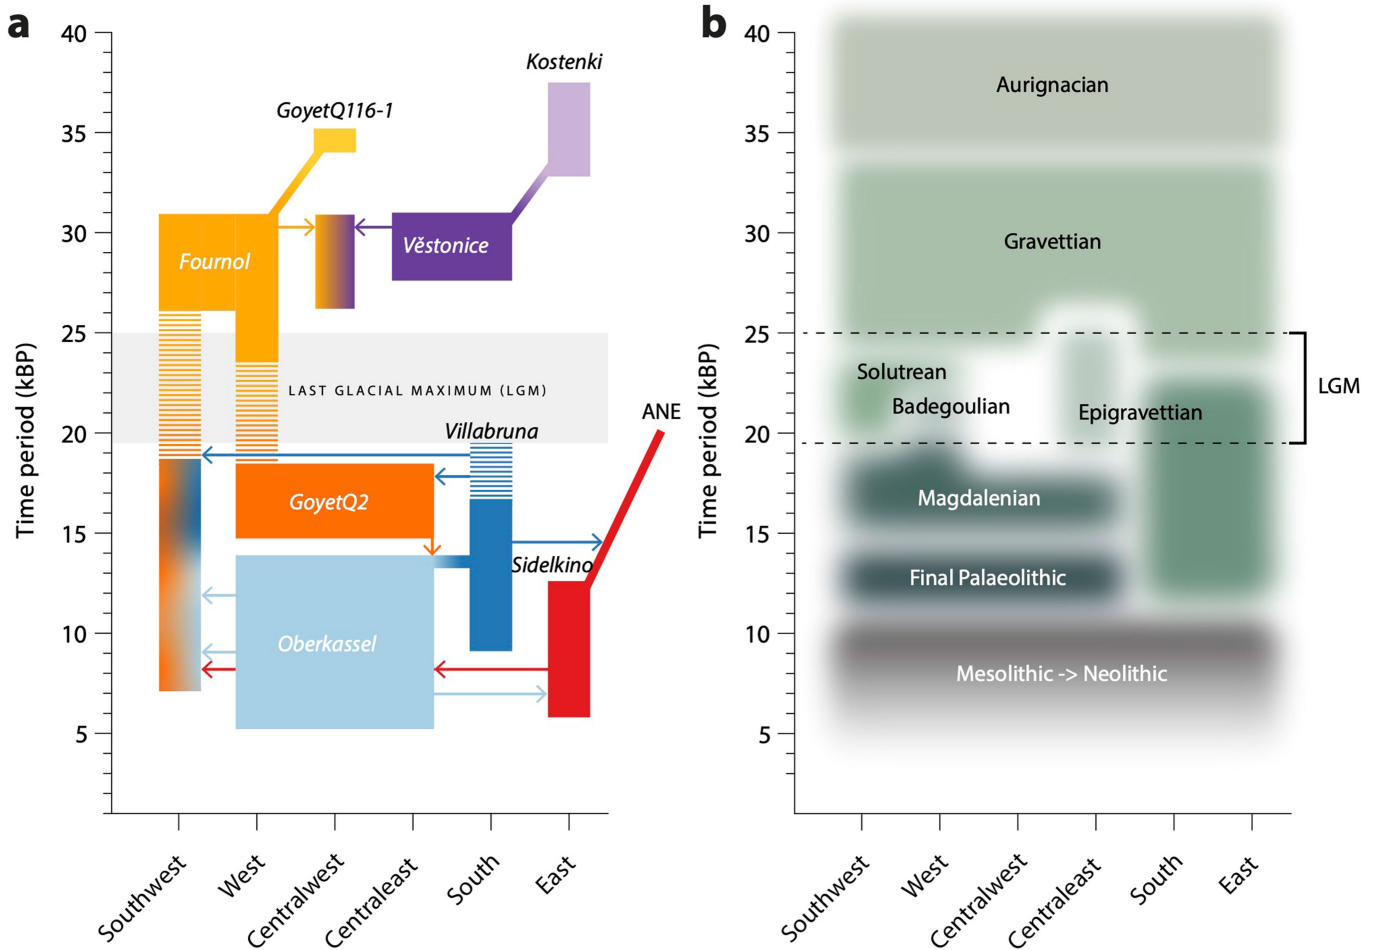 a
40
35
30
25
20
15
10
5
Time period (kBP)
Kostenki
GoyetQ116-1
Fournol
Věstonice
LAST GLACIAL MAXIMUM (LGM)
ANE
Villabruna
GoyetQ2
Sidelkino
Oberkassel
Southwest
West
Centralwest
Centraleast
South
East
b
40
35
30
25
20
15
10
5
Time period (kBP)
Aurignacian
Gravettian
Solutrean
Badegoulian
Epigravettian
LGM
Magdalenian
Final Palaeolithic
Mesolithic -> Neolithic
Southwest
West
Centralwest
Centraleast
South
East